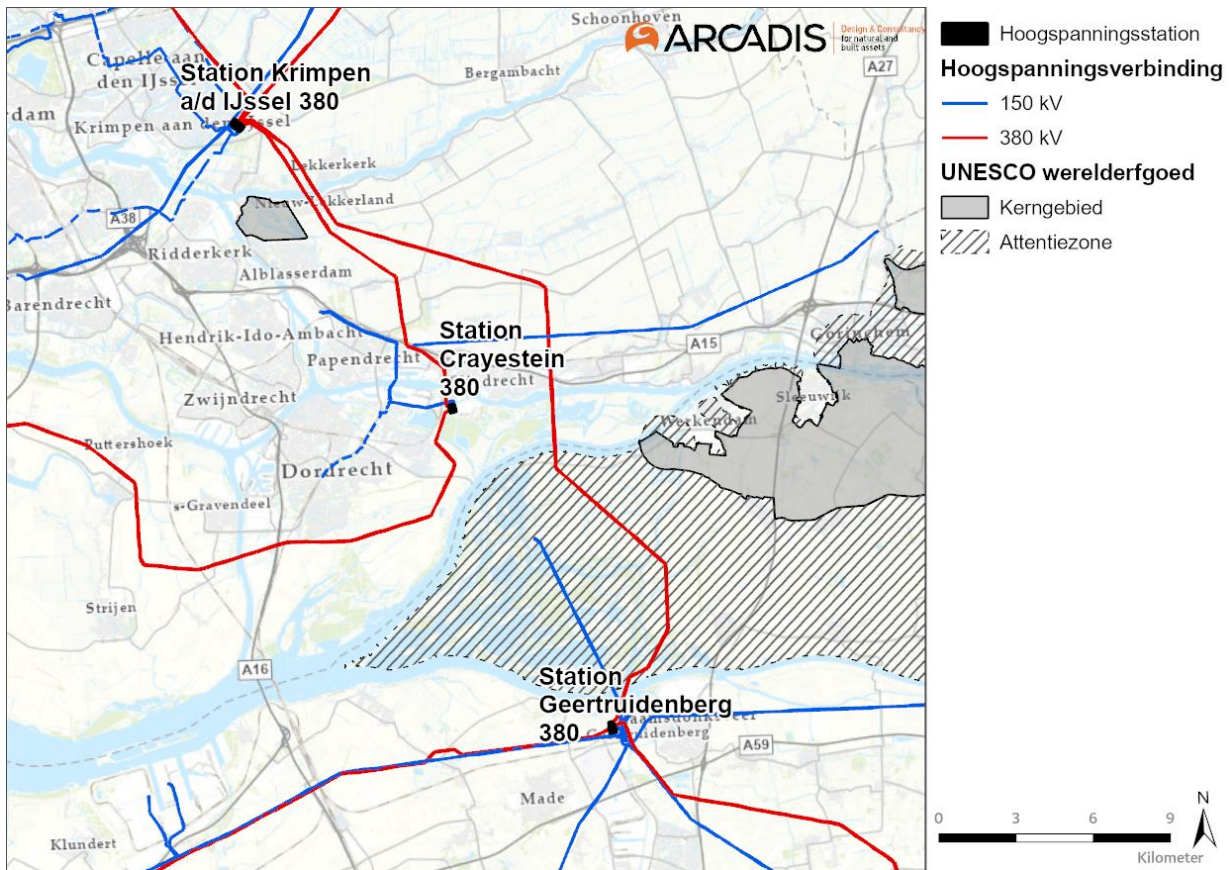 Schoonhoven
ARCADIS
Design & Consultancy
for natural and
built assets
Capelle aan
den IJssel
Station Krimpen
a/d IJssel 380
Bergambacht
A27
Krimpen aan den
Lekkerkerk
A38
Ridderkerk
Alblasserdam
Barendrecht
Hendrik-Ido-Ambacht
Papendrecht
Station
Crayestein
380
A15
Gorinchem
Zwijndrecht
Sleeuwijk
Werkendam
Puttershoek
Dordrecht
s-Gravendeel
Strijen
A16
Station
Geertruidenberg
380
A59
Made
Klundert
Hoogspanningsstation
Hoogspanningsverbinding
150 kV
380 kV
UNESCO werelderfgoed
Kerngebied
Attentiezone
N
0 3 6 9
Kilometer